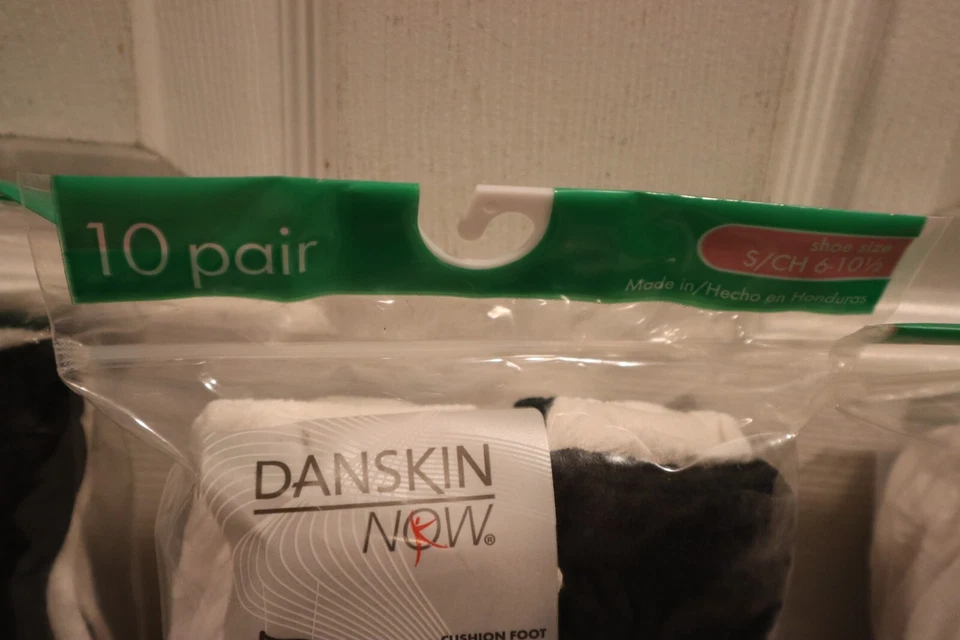 10 pair
shoe size
S/CH 6-10½
Made in/Hecho en Honduras
DANSKIN
NOW®
CUSHION FOOT